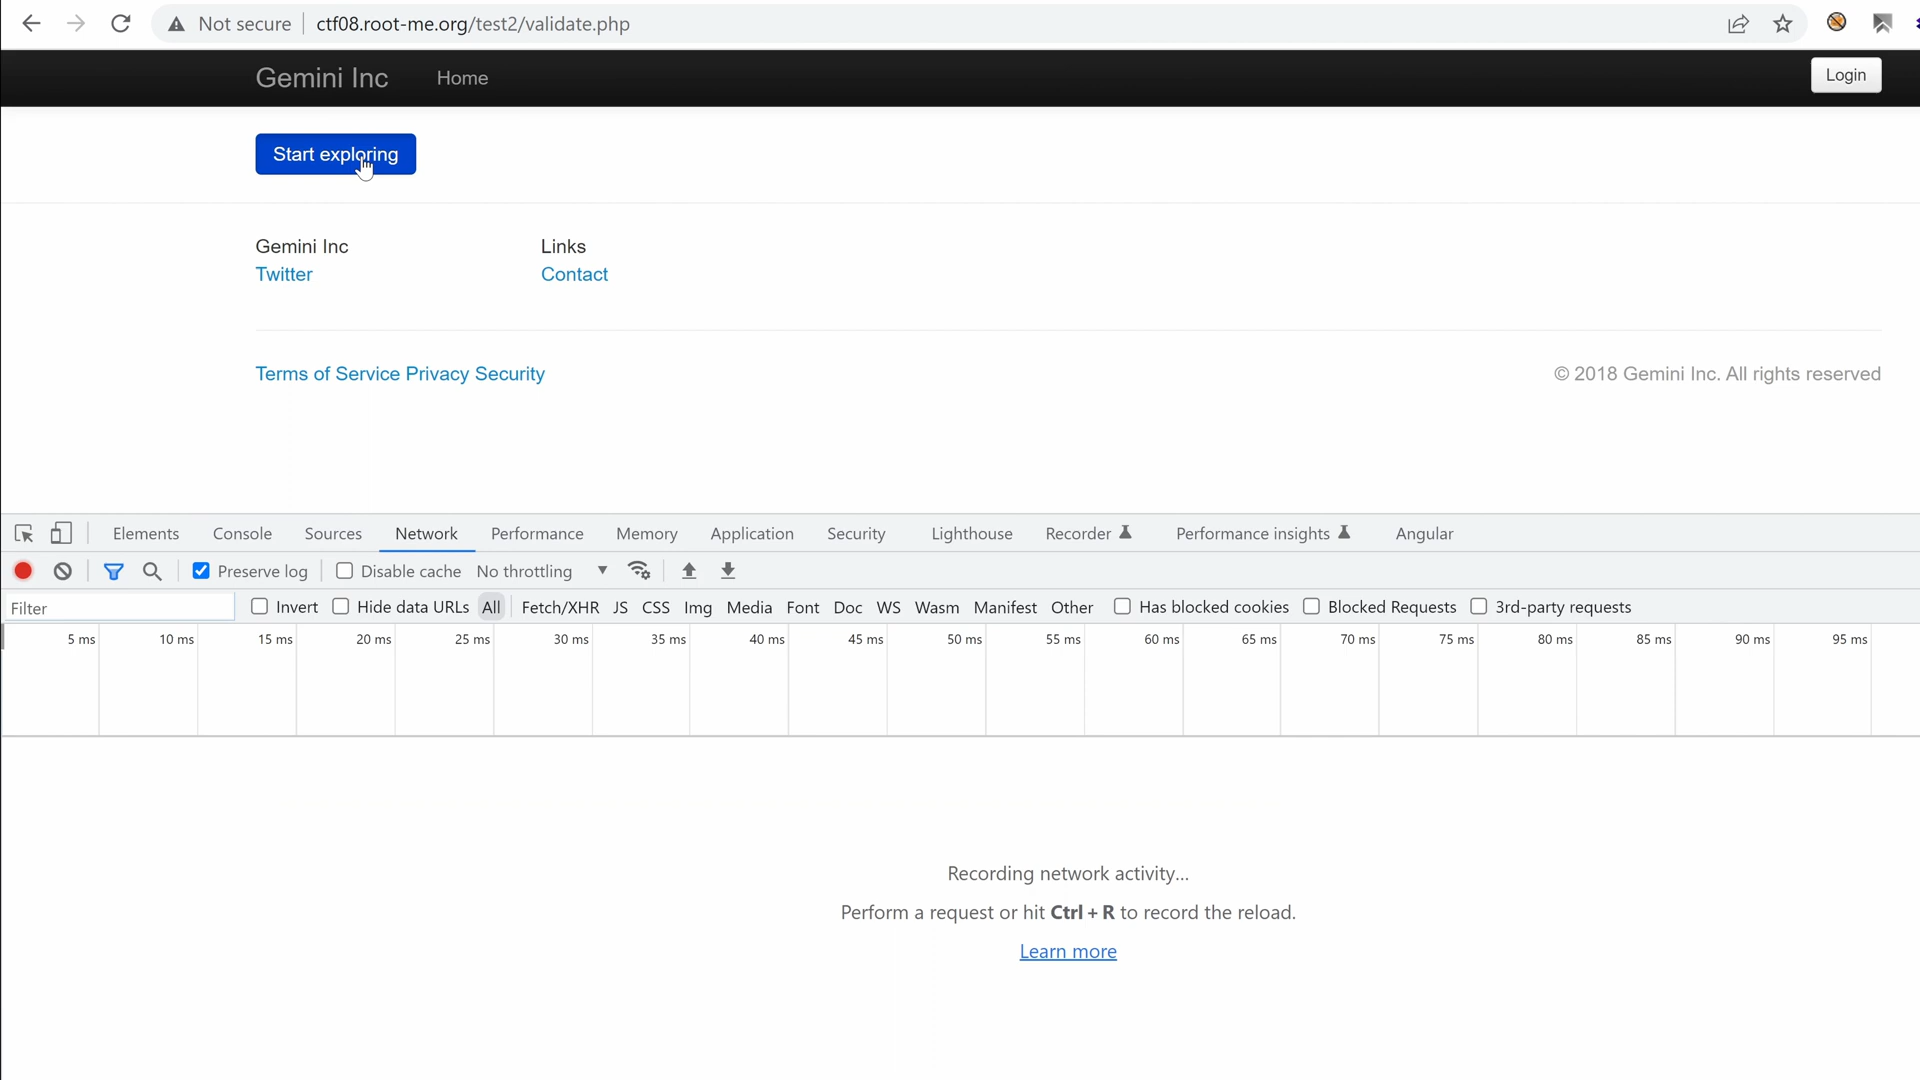 Not secure ctf08.root-me.org/test2/validate.php
Gemini Inc Home Login
Start exploring
Gemini Inc Links
Twitter Contact
Terms of Service Privacy Security © 2018 Gemini Inc. All rights reserved
Elements Console Sources Network Performance Memory Application Security Lighthouse Recorder Performance insights Angular
Preserve log Disable cache No throttling
Filter Invert Hide data URLs All Fetch/XHR JS CSS Img Media Font Doc WS Wasm Manifest Other Has blocked cookies Blocked Requests 3rd-party requests
5 ms 10 ms 15 ms 20 ms 25 ms 30 ms 35 ms 40 ms 45 ms 50 ms 55 ms 60 ms 65 ms 70 ms 75 ms 80 ms 85 ms 90 ms 95 ms
Recording network activity...
Perform a request or hit Ctrl + R to record the reload.
Learn more